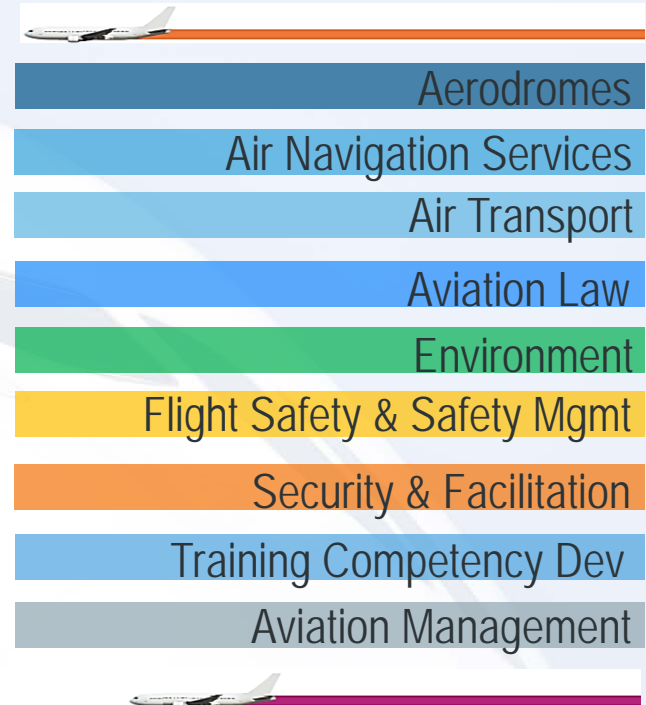 Aerodromes
Air Navigation Services
Air Transport
Aviation Law
Environment
Flight Safety & Safety Mgmt
Security & Facilitation
Training Competency Dev
Aviation Management